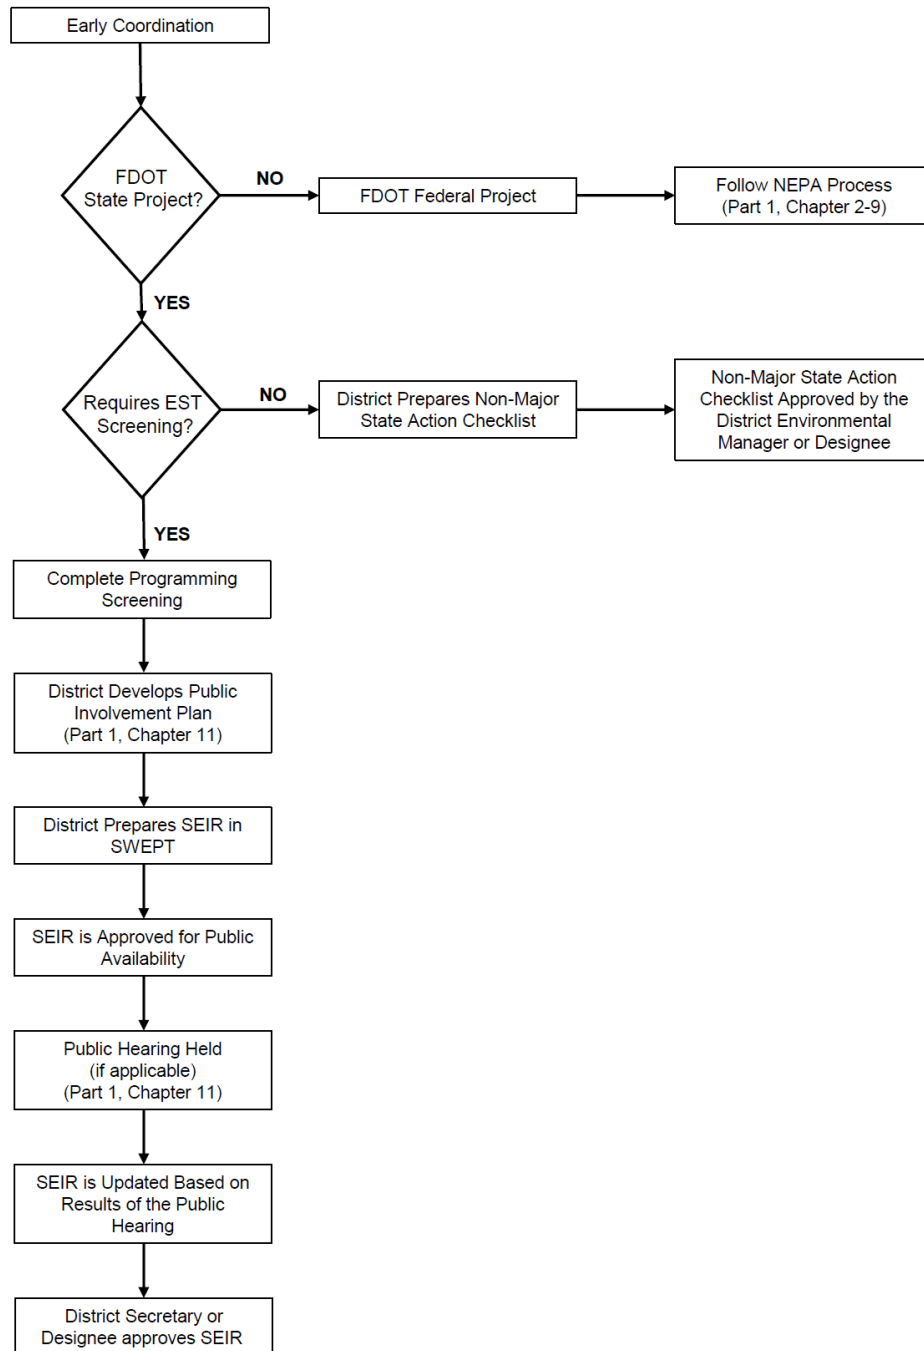 Early Coordination
FDOT
State Project?
NO
FDOT Federal Project
Follow NEPA Process
(Part 1, Chapter 2-9)
YES
Requires EST
Screening?
NO
District Prepares Non-Major
State Action Checklist
Non-Major State Action
Checklist Approved by the
District Environmental
Manager or Designee
YES
Complete Programming
Screening
District Develops Public
Involvement Plan
(Part 1, Chapter 11)
District Prepares SEIR in
SWEPT
SEIR is Approved for Public
Availability
Public Hearing Held
(if applicable)
(Part 1, Chapter 11)
SEIR is Updated Based on
Results of the Public
Hearing
District Secretary or
Designee approves SEIR